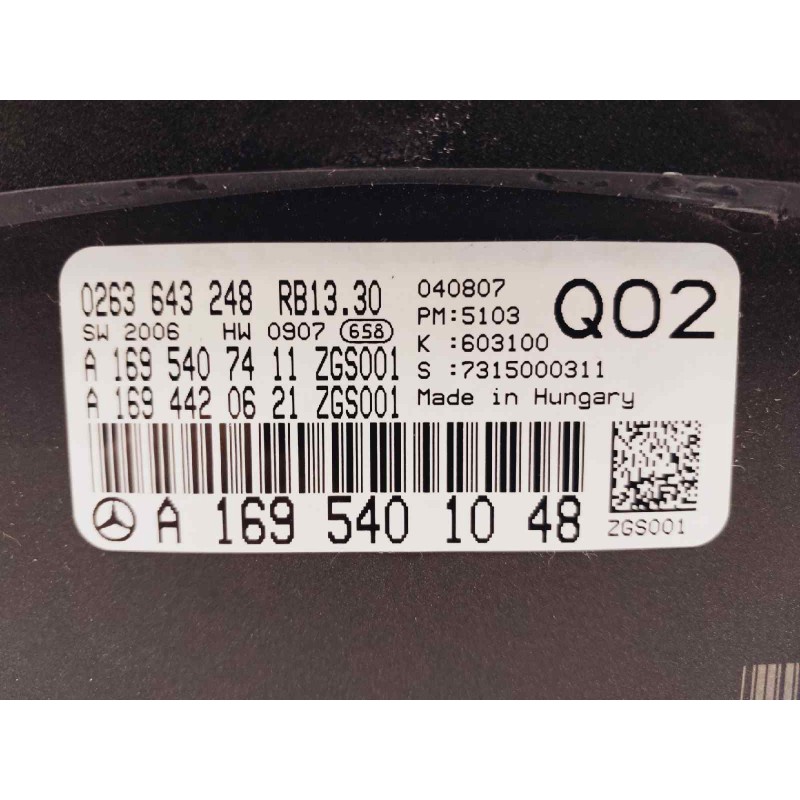 0263 643 248 RB13.30
SW 2006 HW 0907 658
A 169 540 74 11 ZGS001
A 169 442 06 21 ZGS001
040807
PM:5103
K :603100
S :7315000311
Made in Hungary
Q02
A 169 540 10 48
ZGS001